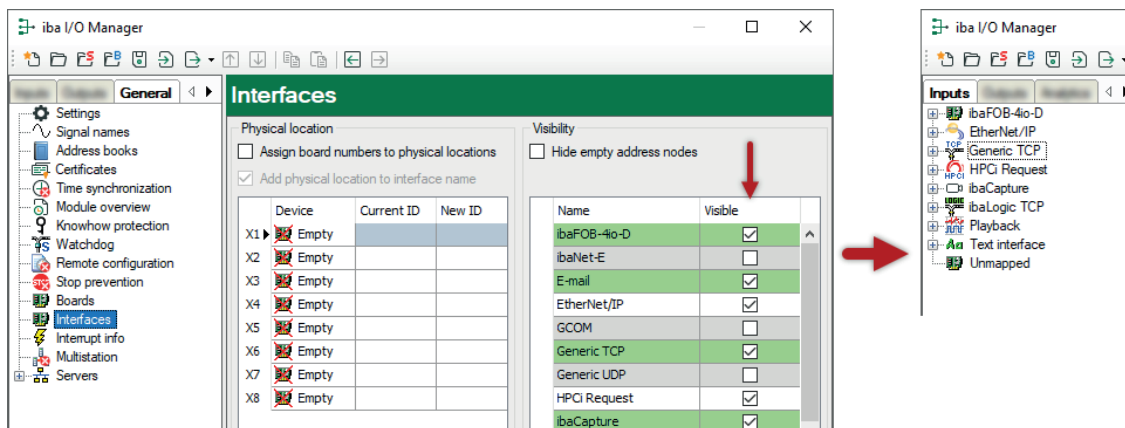 iba I/O Manager
General
Settings
Signal names
Address books
Certificates
Time synchronization
Module overview
Knowhow protection
Watchdog
Remote configuration
Stop prevention
Boards
Interfaces
Interrupt info
Multistation
Servers
Interfaces
Physical location
Assign board numbers to physical locations
Add physical location to interface name
Device Current ID New ID
X1 Empty
X2 Empty
X3 Empty
X4 Empty
X5 Empty
X6 Empty
X7 Empty
X8 Empty
Visibility
Hide empty address nodes
Name Visible
ibaFOB-4io-D
ibaNet-E
E-mail
EtherNet/IP
GCOM
Generic TCP
Generic UDP
HPCi Request
ibaCapture
iba I/O Manager
Inputs
ibaFOB-4io-D
EtherNet/IP
TCP Generic TCP
HPCI HPCi Request
ibaCapture
LOGIC ibaLogic TCP
Playback
Aa Text interface
Unmapped